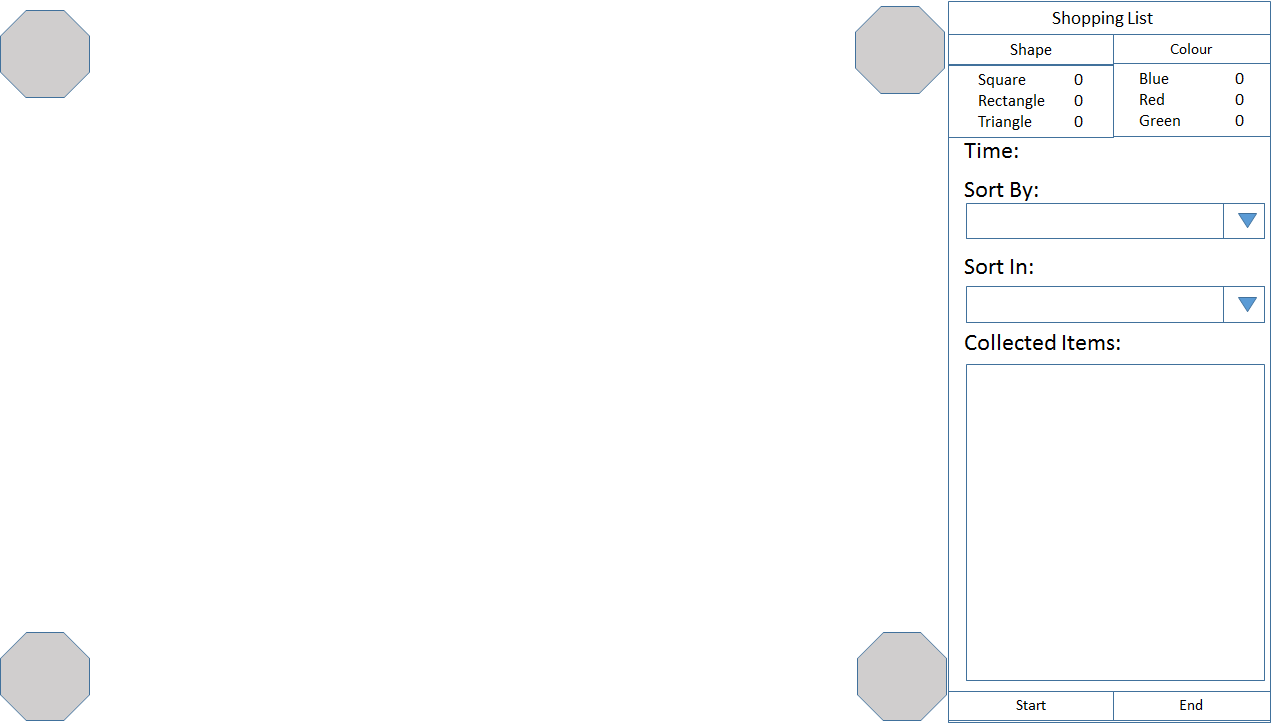 Shopping List
Shape Colour
Square 0 Blue 0
Rectangle 0 Red 0
Triangle 0 Green 0
Time:
Sort By:
Sort In:
Collected Items:
Start End